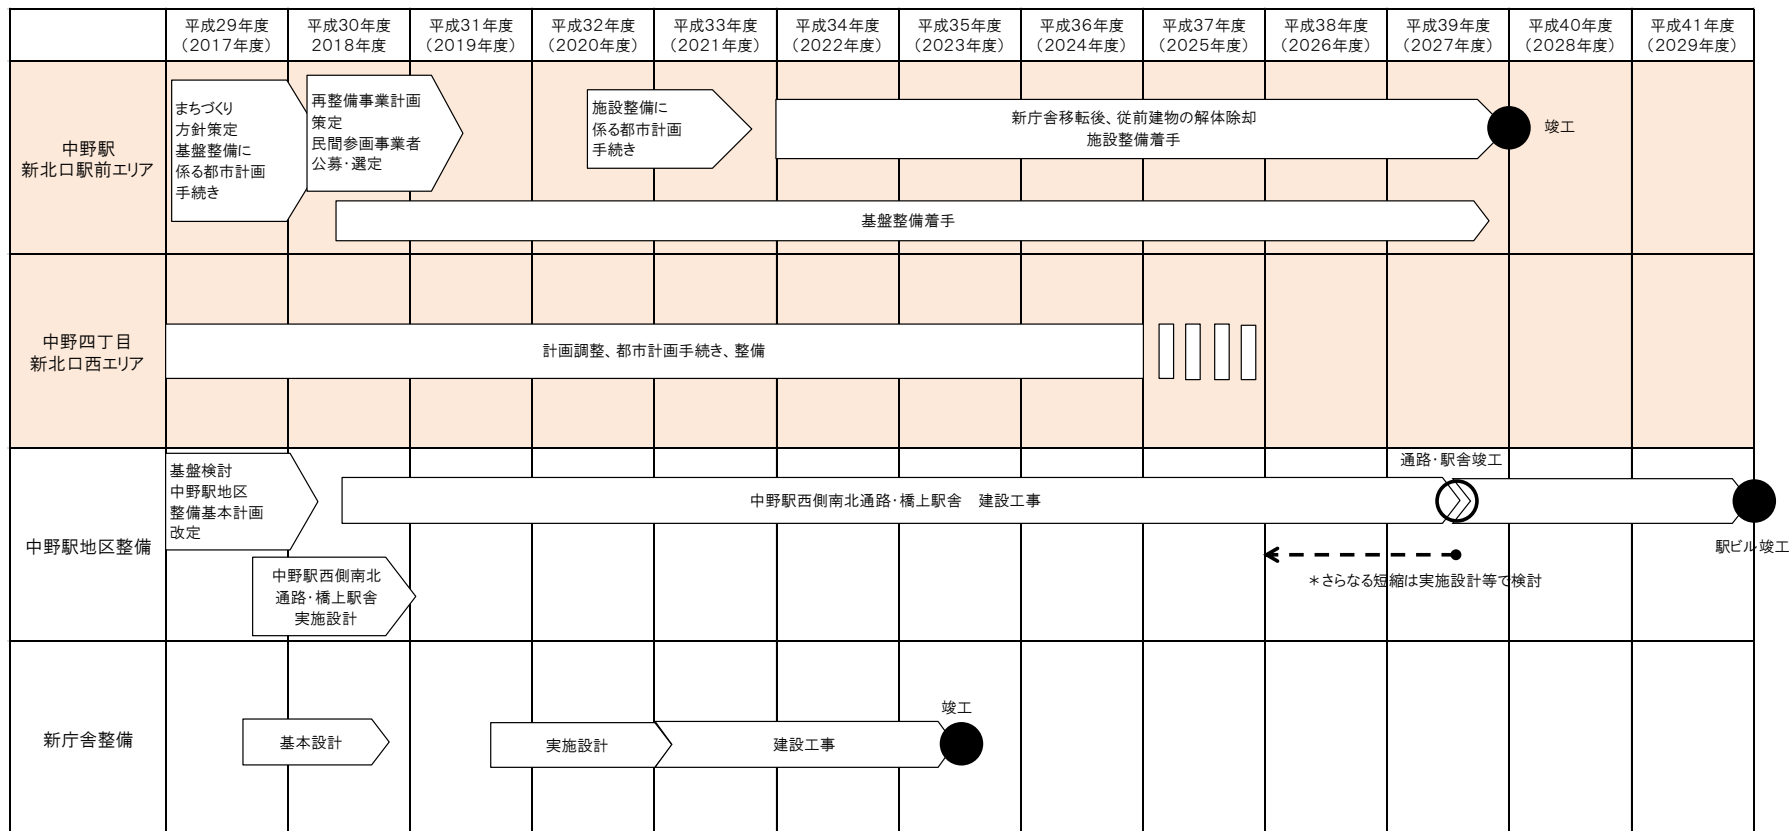 平成29年度
（2017年度）
平成30年度
2018年度
平成31年度
（2019年度）
平成32年度
（2020年度）
平成33年度
（2021年度）
平成34年度
（2022年度）
平成35年度
（2023年度）
平成36年度
（2024年度）
平成37年度
（2025年度）
平成38年度
（2026年度）
平成39年度
（2027年度）
平成40年度
（2028年度）
平成41年度
（2029年度）
中野駅
新北口駅前エリア
まちづくり
方針策定
基盤整備に
係る都市計画
手続き
再整備事業計画
策定
民間参画事業者
公募・選定
施設整備に
係る都市計画
手続き
新庁舎移転後、従前建物の解体除却
施設整備着手
竣工
基盤整備着手
中野四丁目
新北口西エリア
計画調整、都市計画手続き、整備
中野駅地区整備
基盤検討
中野駅地区
整備基本計画
改定
中野駅西側南北通路・橋上駅舎　建設工事
通路・駅舎竣工
駅ビル竣工
＊さらなる短縮は実施設計等で検討
中野駅西側南北
通路・橋上駅舎
実施設計
新庁舎整備
基本設計
実施設計
建設工事
竣工